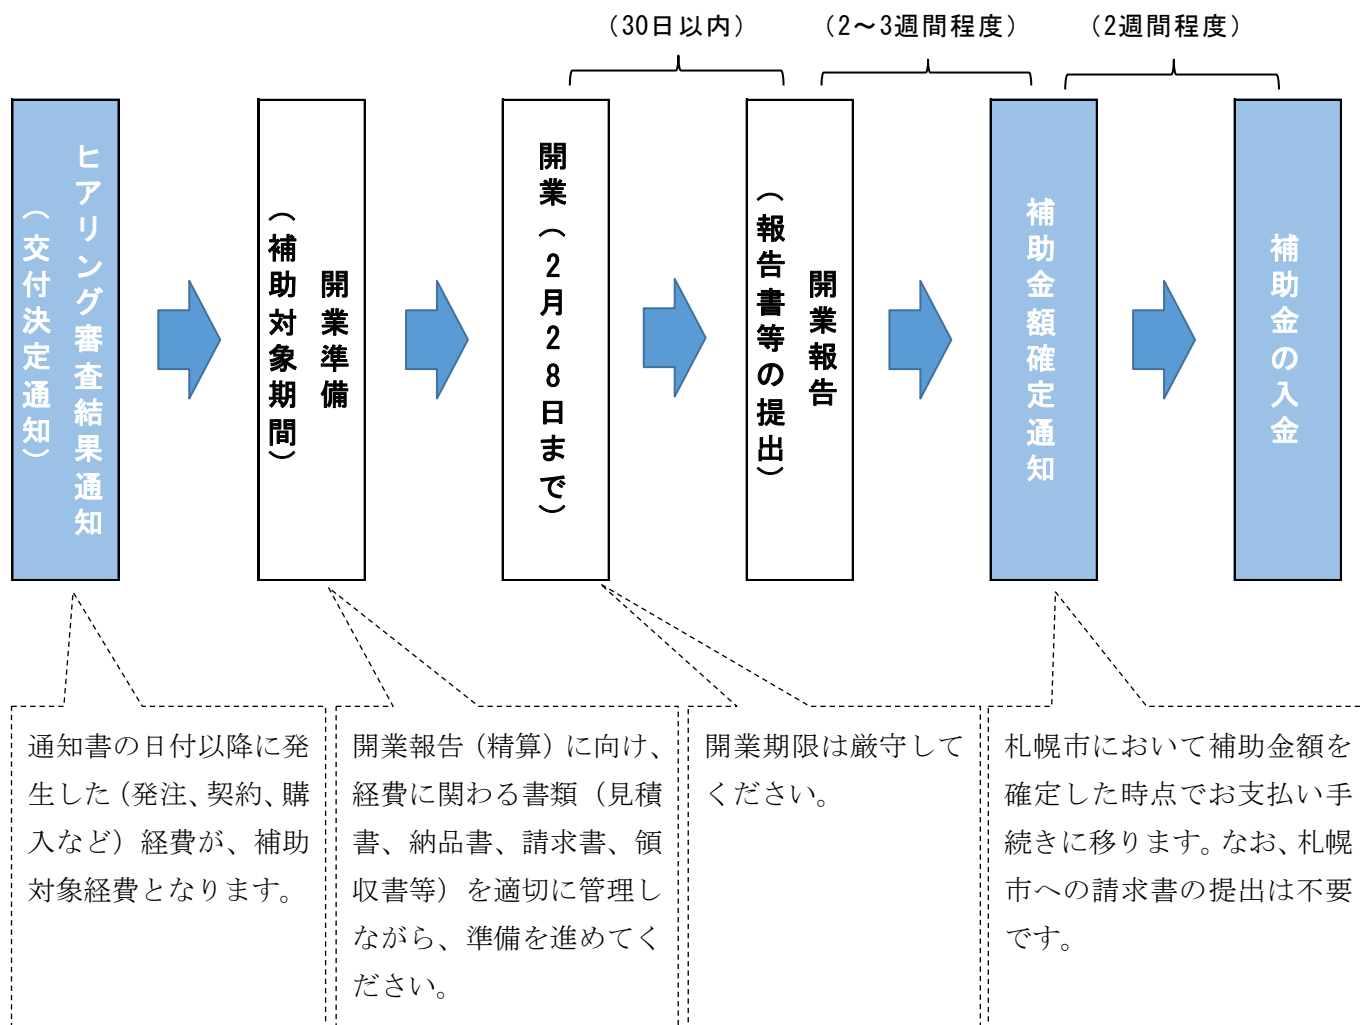 （30日以内）
（2～3週間程度）
（2週間程度）
ヒアリング審査結果通知
（交付決定通知）
開業準備
（補助対象期間）
開業（2月28日まで）
開業報告
（報告書等の提出）
補助金額確定通知
補助金の入金
通知書の日付以降に発
生した（発注、契約、購
入など）経費が、補助
対象経費となります。
開業報告（精算）に向け、
経費に関わる書類（見積
書、納品書、請求書、領
収書等）を適切に管理し
ながら、準備を進めてく
ださい。
開業期限は厳守して
ください。
札幌市において補助金額を
確定した時点でお支払い手
続きに移ります。なお、札幌
市への請求書の提出は不要
です。